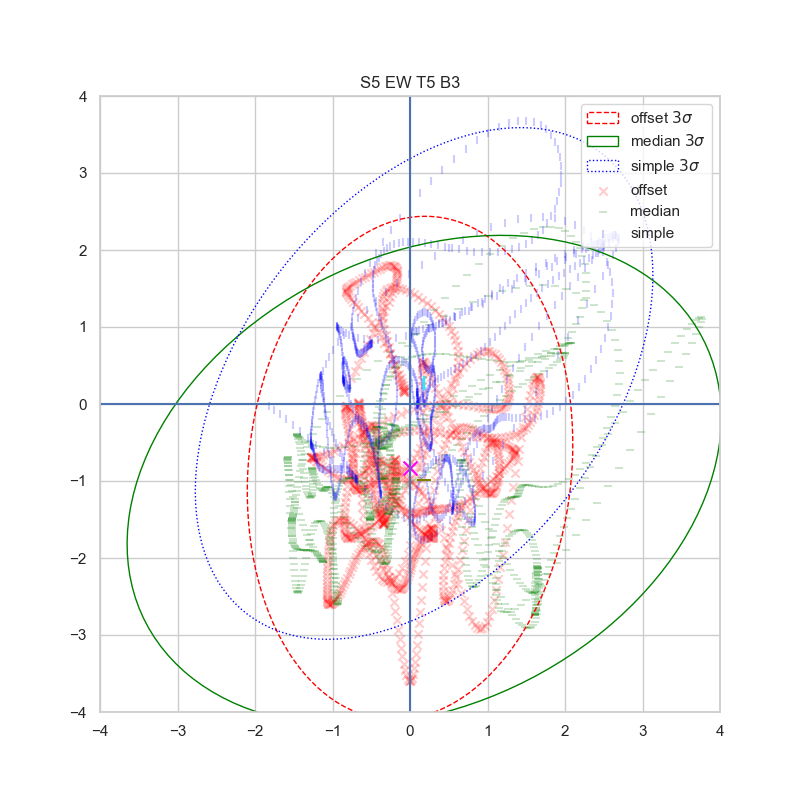 S5 EW T5 B3
offset 3σ
median 3σ
simple 3σ
offset
median
simple
4
3
2
1
0
−1
−2
−3
−4
−4 −3 −2 −1 0 1 2 3 4